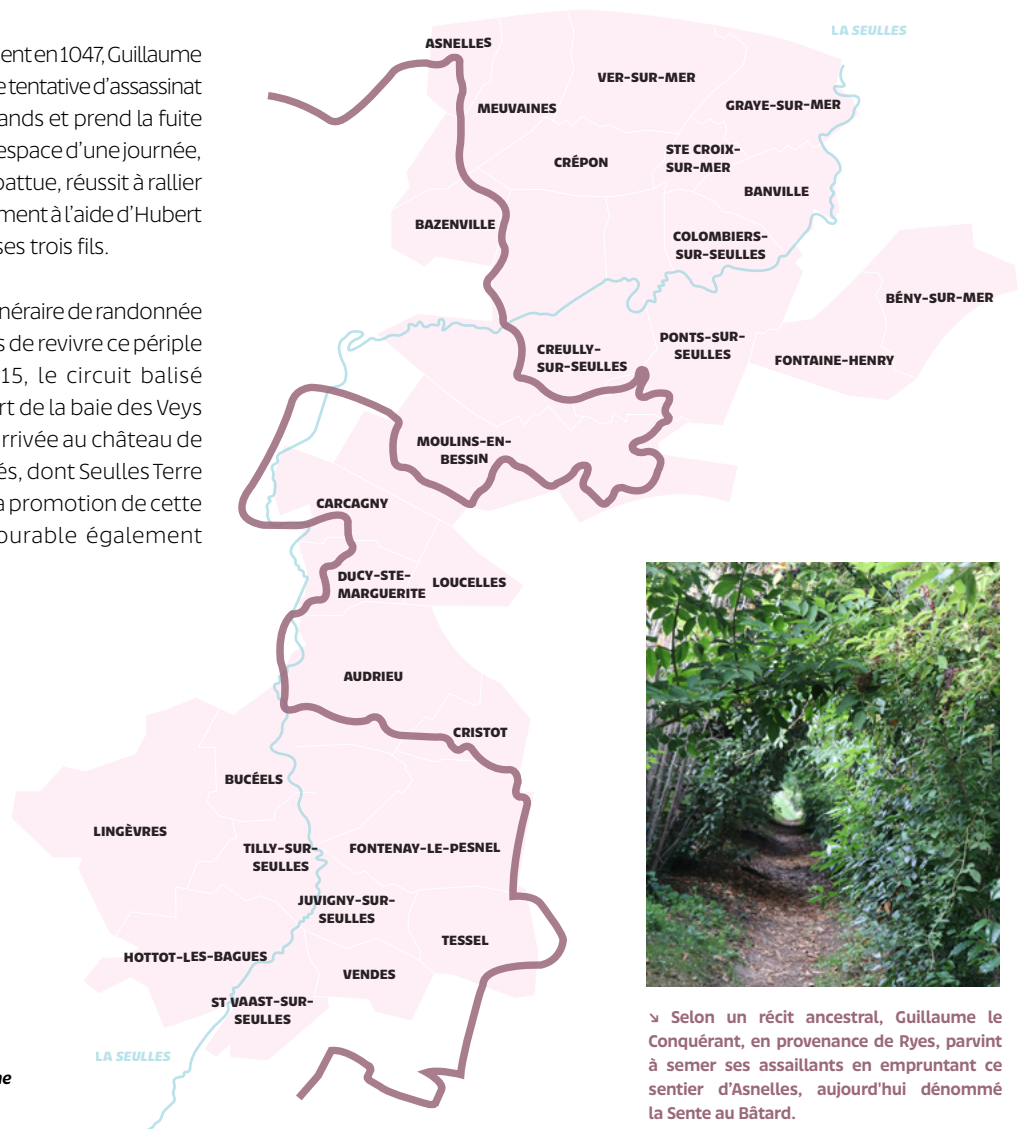 ent en 1047, Guillaume
e tentative d'assassinat
ands et prend la fuite
espace d'une journée,
battue, réussit à rallier
ment à l'aide d'Hubert
ses trois fils.
néraire de randonnée
s de revivre ce périple
15, le circuit balisé
rt de la baie des Veys
arrivée au château de
és, dont Seulles Terre
a promotion de cette
ourable également
LA SEULLES
ASNELLES
VER-SUR-MER
MEUVAINES
GRAYE-SUR-MER
CRÉPON
STE CROIX-
SUR-MER
BANVILLE
BAZENVILLE
COLOMBIERS-
SUR-SEULLES
BÉNY-SUR-MER
CREULLY-
SUR-SEULLES
PONTS-SUR-
SEULLES
FONTAINE-HENRY
MOULINS-EN-
BESSIN
CARCAGNY
DUCY-STE-
MARGUERITE
LOUCELLES
AUDRIEU
CRISTOT
BUCÉELS
LINGÈVRES
TILLY-SUR-
SEULLES
FONTENAY-LE-PESNEL
JUVIGNY-SUR-
SEULLES
TESSEL
HOTTOT-LES-BAGUES
VENDES
ST VAAST-SUR-
SEULLES
LA SEULLES
ne
↘ Selon un récit ancestral, Guillaume le
Conquérant, en provenance de Ryes, parvint
à semer ses assaillants en empruntant ce
sentier d'Asnelles, aujourd'hui dénommé
la Sente au Bâtard.